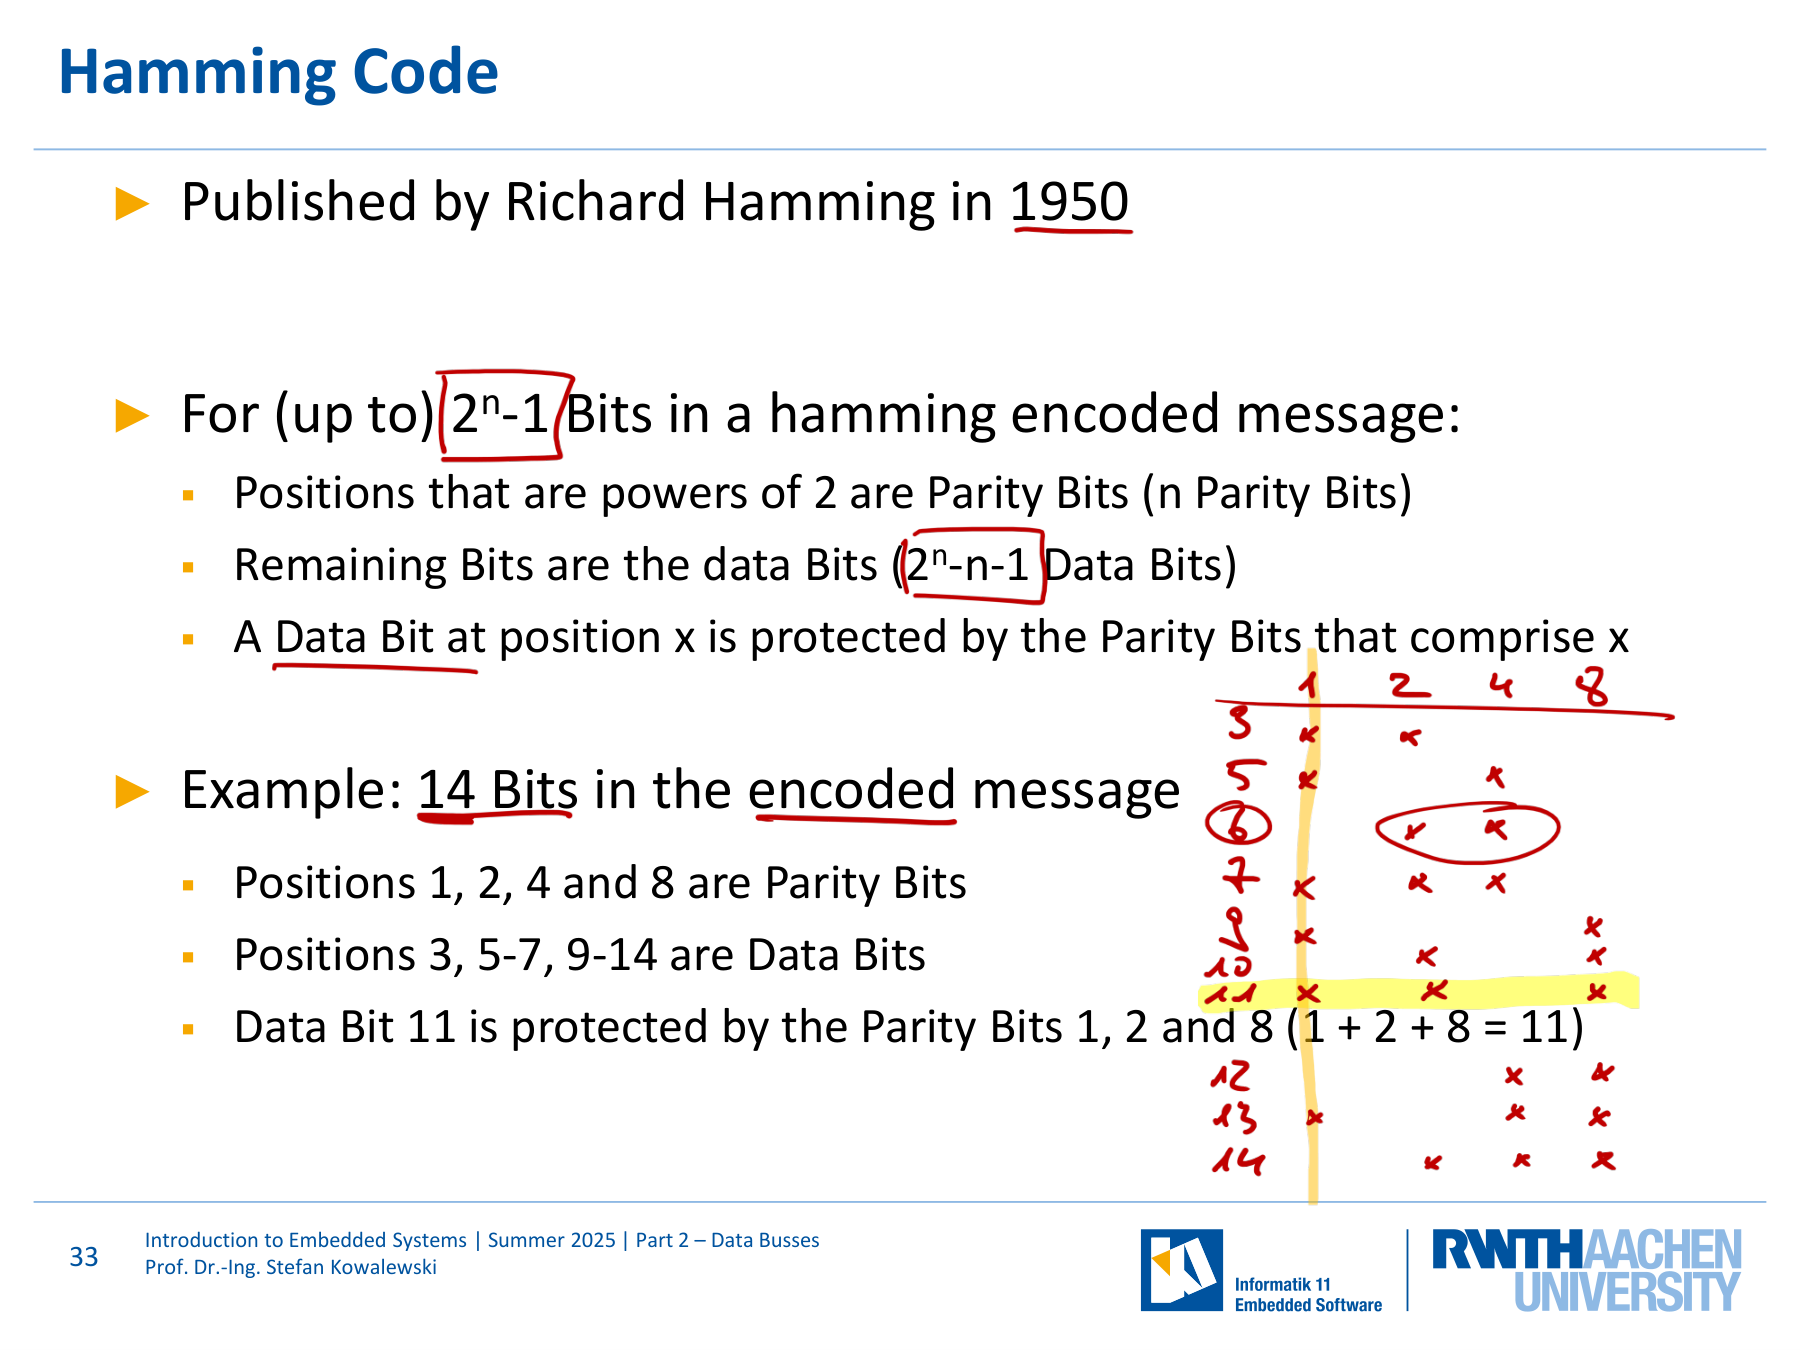 Hamming Code
► Published by Richard Hamming in 1950
► For (up to) 2ⁿ-1 Bits in a hamming encoded message:
▪ Positions that are powers of 2 are Parity Bits (n Parity Bits)
▪ Remaining Bits are the data Bits (2ⁿ-n-1 Data Bits)
▪ A Data Bit at position x is protected by the Parity Bits that comprise x
1 2 4 8
3 x x
5 x x
► Example: 14 Bits in the encoded message
6 x x
7 x x x
▪ Positions 1, 2, 4 and 8 are Parity Bits
9 x x
▪ Positions 3, 5-7, 9-14 are Data Bits
10 x x
11 x x x
▪ Data Bit 11 is protected by the Parity Bits 1, 2 and 8 (1 + 2 + 8 = 11)
12 x x
13 x x x
14 x x x
33
Introduction to Embedded Systems | Summer 2025 | Part 2 – Data Busses
Prof. Dr.-Ing. Stefan Kowalewski
Informatik 11
Embedded Software
RWTH AACHEN
UNIVERSITY